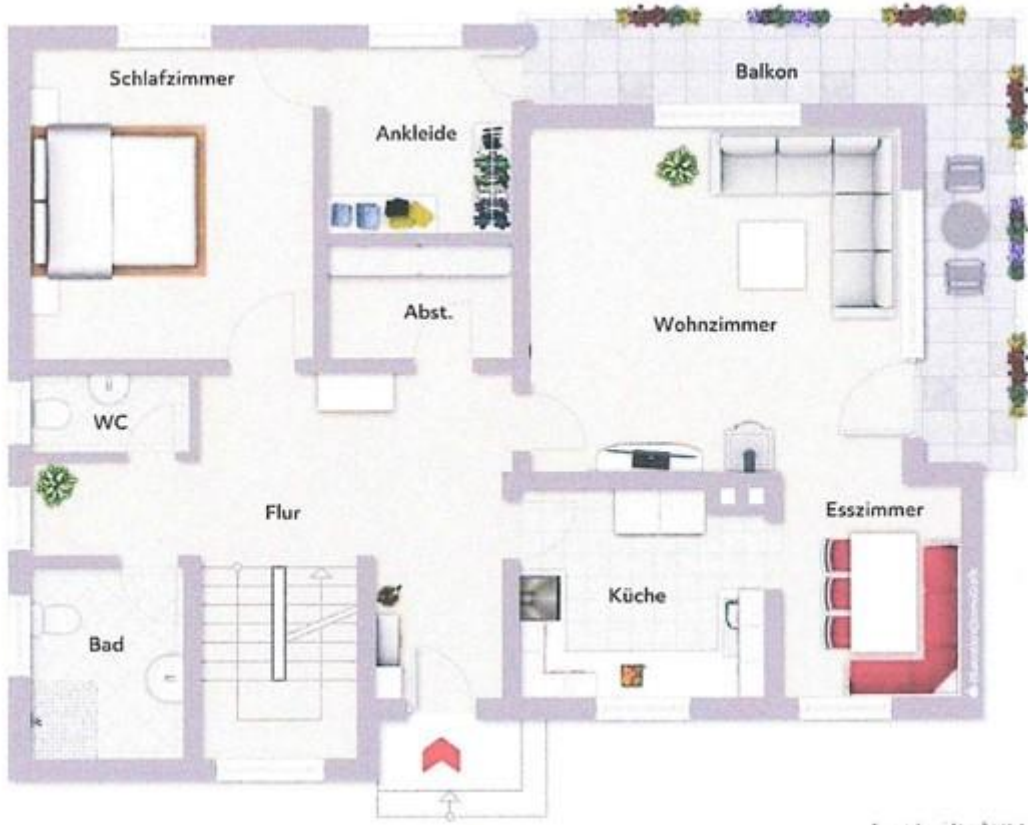 Schlafzimmer
Balkon
Ankleide
Abst.
Wohnzimmer
WC
Flur
Esszimmer
Küche
Bad